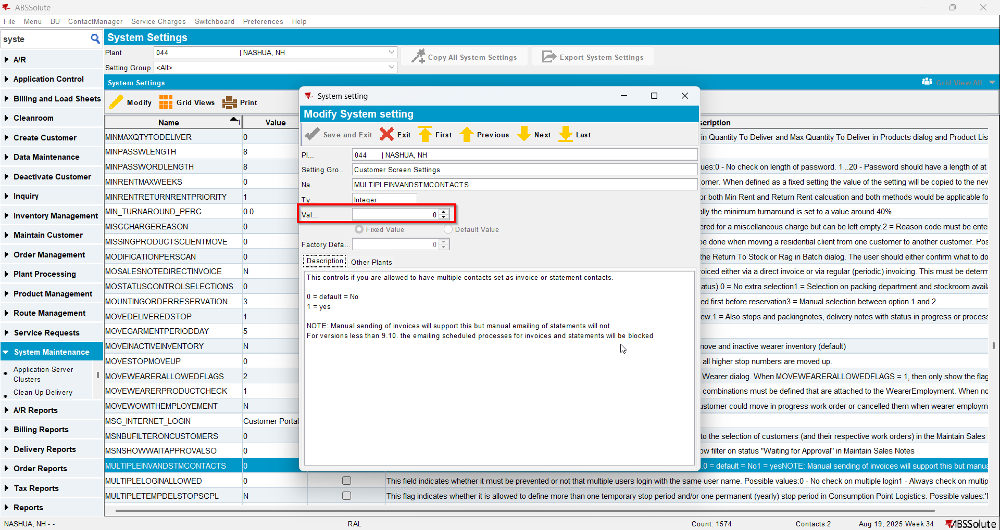 ABSSolute
File Menu BU ContactManager Service Charges Switchboard Preferences Help
syste
System Settings
Plant 044 | NASHUA, NH
Setting Group <All>
Copy All System Settings
Export System Settings
A/R
Application Control
Billing and Load Sheets
Cleanroom
Create Customer
Data Maintenance
Deactivate Customer
Inquiry
Inventory Management
Maintain Customer
Order Management
Plant Processing
Product Management
Route Management
Service Requests
System Maintenance
Application Server
Clusters
Clean Up Delivery
A/R Reports
Billing Reports
Delivery Reports
Order Reports
Tax Reports
Reports
System Settings
Grid View All
Modify Grid Views Print
Name 1 Value
MINMAXQTYTODELIVER 0
MINPASSWLENGTH 8
MINPASSWORDLENGTH 8
MINRENTMAXWEEKS 0
MINRENTRETURNRENTPRIORITY 1
MIN_TURNAROUND_PERC 0.0
MISCCHARGEREASON 0
MISSINGPRODUCTSCLIENTMOVE 0
MODIFICATIONPERSCAN 0
MOSALESNOTEDIRECTINVOICE N
MOSTATUSCONTROLSELECTIONS 0
MOUNTINGORDERRESERVATION 3
MOVEDELIVEREDSTOP 1
MOVEGARMENTPERIODDAY 5
MOVEINACTIVEINVENTORY N
MOVESTOPMOVEUP 0
MOVEWEARERALLOWEDFLAGS 2
MOVEWEARERPRODUCTCHECK 1
MOVEWOWITHEMPLOYEMENT N
MSG_INTERNET_LOGIN Customer Portal
MSNBUFILTERONCUSTOMERS 0
MSNSHOWWAITAPPROVALSO 0
MULTIPLEINVANDSTMCONTACTS 0
MULTIPLELOGINALLOWED 0
MULTIPLETEMPDELSTOPSCPL N
System setting
Modify System setting
Save and Exit Exit First Previous Next Last
Pl... 044 | NASHUA, NH
Setting Gro... Customer Screen Settings
Na... MULTIPLEINVANDSTMCONTACTS
Ty... Integer
Val... 0
Fixed Value Default Value
Factory Defa... 0
Description Other Plants
This controls if you are allowed to have multiple contacts set as invoice or statement contacts.
0 = default = No
1 = yes
NOTE: Manual sending of invoices will support this but manual emailing of statements will not
For versions less than 9.10. the emailing scheduled processes for invoices and statements will be blocked
scription
in Quantity To Deliver and Max Quantity To Deliver in Products dialog and Product Lis
ues:0 - No check on length of password. 1 ..20 - Password should have a length of at
omer. When defined as a fixed setting the value of the setting will be copied to the new
or both Min Rent and Return Rent calcuation and both methods would be applicable fo
ally the minimum turnaround is set to a value around 40%
ered for a miscellaneous charge but can be left empty.2 = Reason code must be ente
be done when moving a residential client from one customer to another customer. Pos
the Return To Stock or Rag in Batch dialog. The user should either confirm what to do
voiced either via a direct invoice or via regular (periodic) invoicing. This must be determ
atus).0 = No extra selection1 = Selection on packing department and stockroom avail
ed first before reservation3 = Manual selection between option 1 and 2.
ew.1 = Also stops and packingnotes, delivery notes with status in progress or process
nove and inactive wearer inventory (default)
all higher stop numbers are moved up.
Wearer dialog. When MOVEWEARERALLOWEDFLAGS = 1, then only show the flag
combinations must be defined that are attached to the WearerEmployment. When no
ustomer could move in progress work order or cancelled them when wearer employm
to the selection of customers (and their respective work orders) in the Maintain Sales
ow filter on status "Waiting for Approval" in Maintain Sales Notes
.0 = default = No1 = yesNOTE: Manual sending of invoices will support this but manua
This field indicates whether it must be prevented or not that multiple users login with the same user name. Possible values:0 - No check on multiple login1 - Always check on multip
This flag indicates whether it is allowed to define more than one temporary stop period and/or one permanent (yearly) stop period in Consumption Point Logistics. Possible values:'
NASHUA, NH - - RAL Count: 1574 Contacts 2 Aug 19, 2025 Week 34 ABSSolute